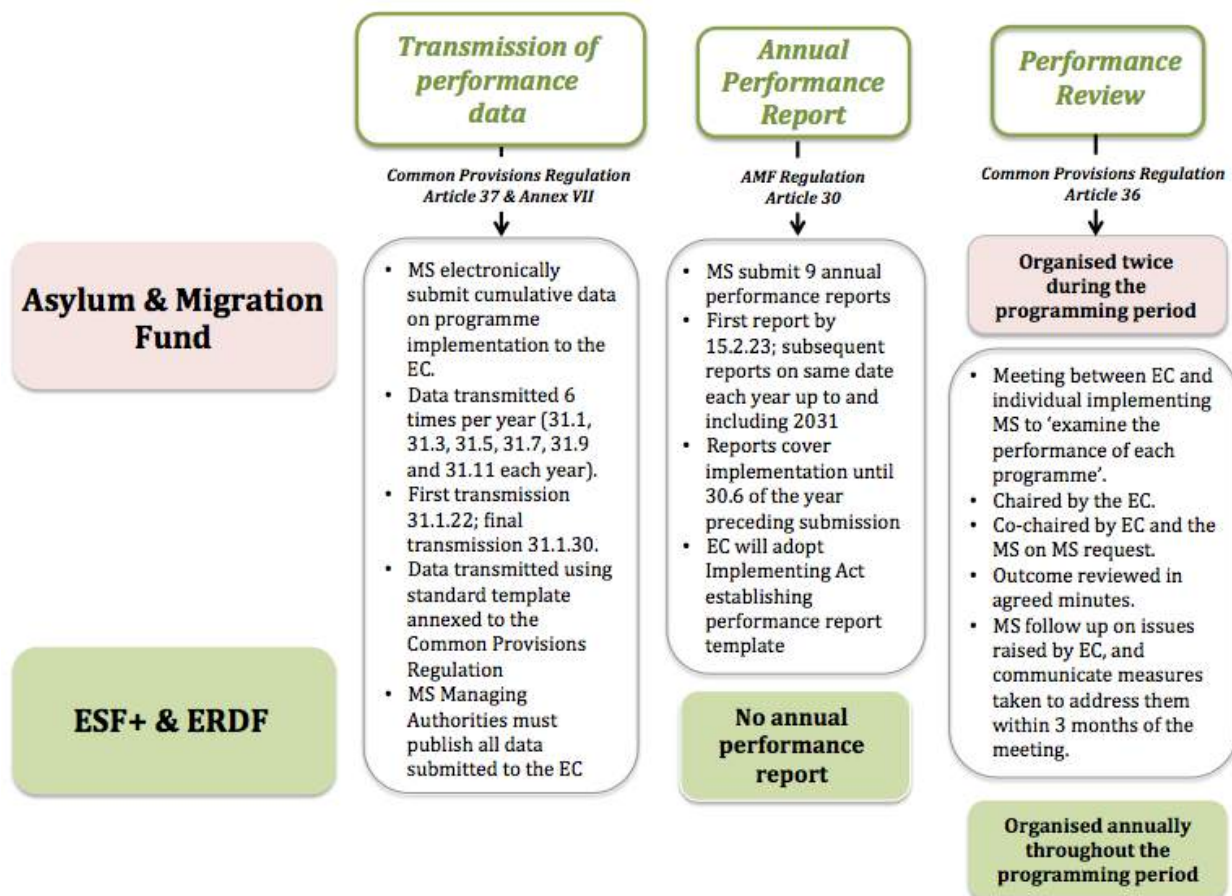 Transmission of
performance
data
Common Provisions Regulation
Article 37 & Annex VII
Annual
Performance
Report
AMF Regulation
Article 30
Performance
Review
Common Provisions Regulation
Article 36
Asylum & Migration
Fund
• MS electronically
submit cumulative data
on programme
implementation to the
EC.
• Data transmitted 6
times per year (31.1,
31.3, 31.5, 31.7, 31.9
and 31.11 each year).
• First transmission
31.1.22; final
transmission 31.1.30.
• Data transmitted using
standard template
annexed to the
Common Provisions
Regulation
• MS Managing
Authorities must
publish all data
submitted to the EC
• MS submit 9 annual
performance reports
• First report by
15.2.23; subsequent
reports on same date
each year up to and
including 2031
• Reports cover
implementation until
30.6 of the year
preceding submission
• EC will adopt
Implementing Act
establishing
performance report
template
Organised twice
during the
programming period
• Meeting between EC and
individual implementing
MS to ‘examine the
performance of each
programme’.
• Chaired by the EC.
• Co-chaired by EC and the
MS on MS request.
• Outcome reviewed in
agreed minutes.
• MS follow up on issues
raised by EC, and
communicate measures
taken to address them
within 3 months of the
meeting.
ESF+ & ERDF
No annual
performance
report
Organised annually
throughout the
programming period